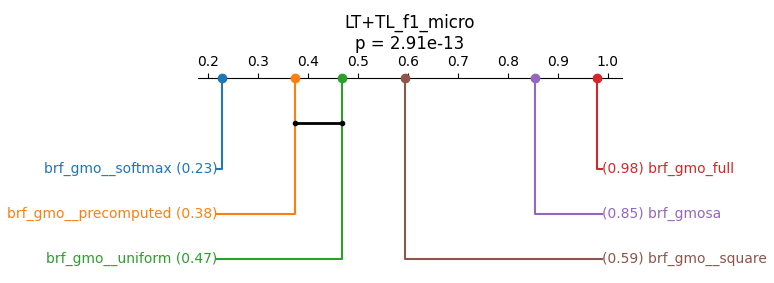 LT+TL_f1_micro
p = 2.91e-13
0.2 0.3 0.4 0.5 0.6 0.7 0.8 0.9 1.0
brf_gmo__softmax (0.23) (0.98) brf_gmo_full
brf_gmo__precomputed (0.38) (0.85) brf_gmosa
brf_gmo__uniform (0.47) (0.59) brf_gmo__square